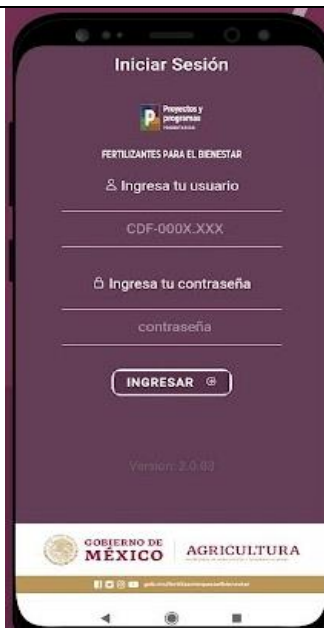 Iniciar Sesión
Proyectos y
programas
FERTILIZANTES PARA EL BIENESTAR
Ingresa tu usuario
CDF-000X.XXX
Ingresa tu contraseña
contraseña
INGRESAR
Version: 2.0.03
GOBIERNO DE
MÉXICO
AGRICULTURA